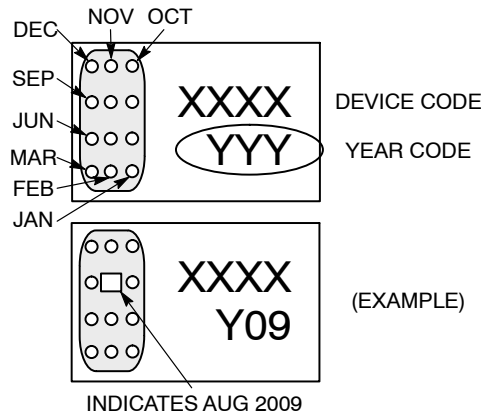 DEC NOV OCT
SEP
JUN
MAR
FEB
JAN
XXXX DEVICE CODE
YYY YEAR CODE
XXXX
Y09
(EXAMPLE)
INDICATES AUG 2009